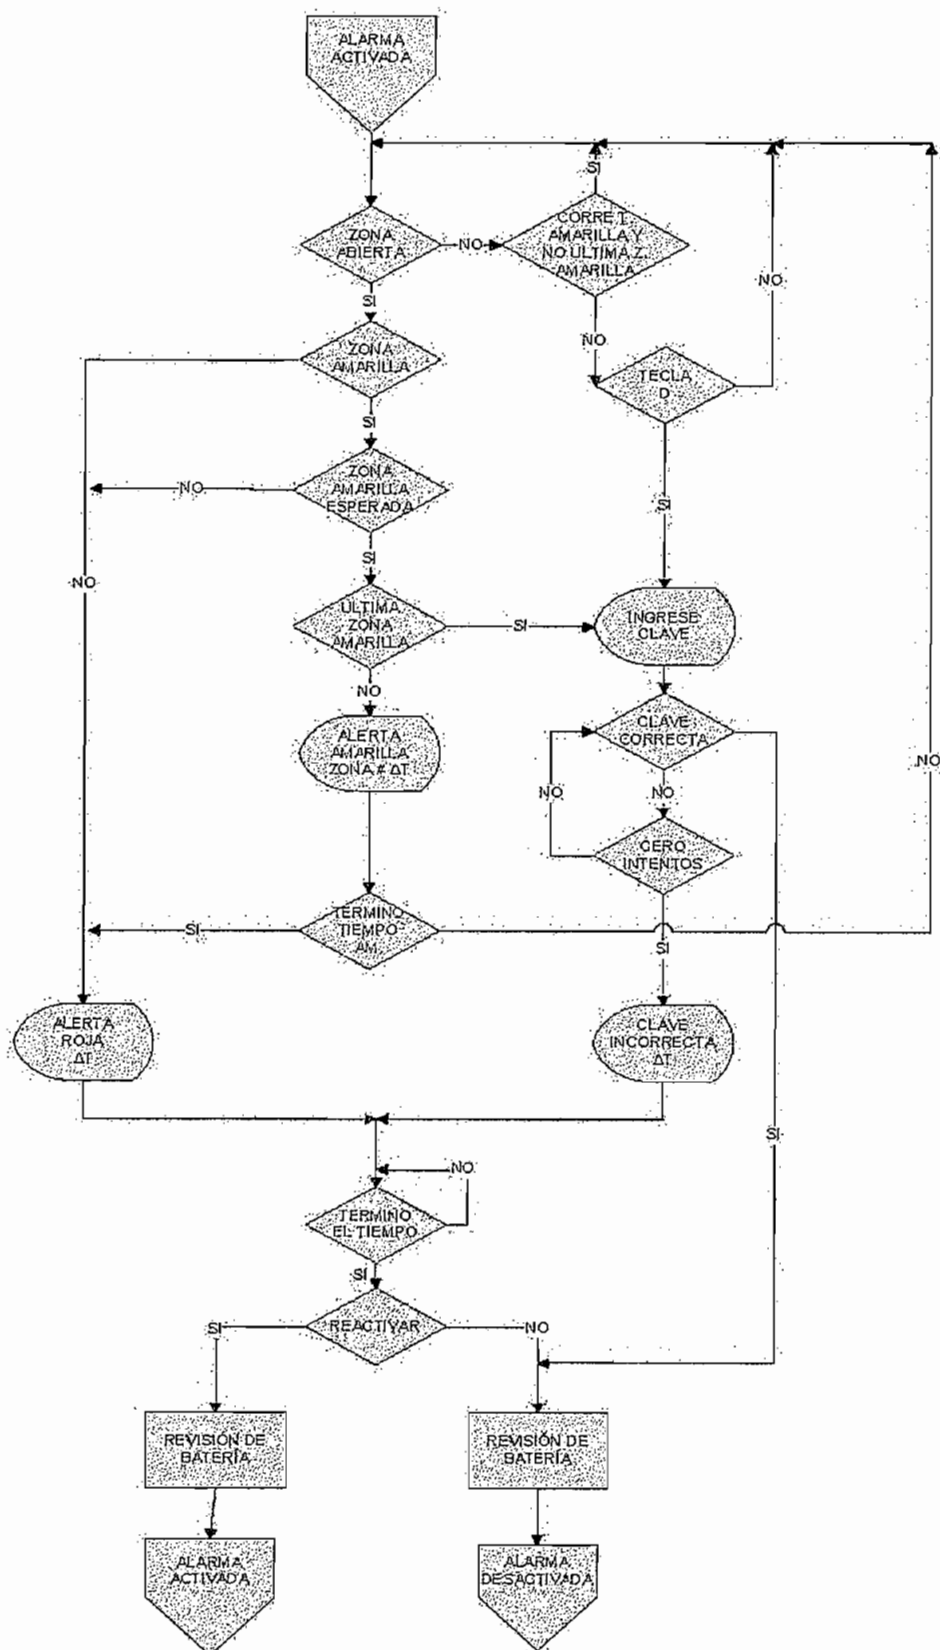 ALARMA
ACTIVADA
SI
ZONA
ABIERTA
NO
CORRE T.
AMARILLA Y
NO ULTIMA Z.
AMARILLA
NO
SI
NO
ZONA
AMARILLA
TECLA
D
SI
ZONA
AMARILLA
ESPERADA
NO
SI
SI
NO
ULTIMA
ZONA
AMARILLA
SI
INGRESE
CLAVE
NO
ALERTA
AMARILLA
ZONA # ΔT
CLAVE
CORRECTA
NO
NO
NO
CERO
INTENTOS
TERMINO
TIEMPO
AM.
SI
SI
ALERTA
ROJA
ΔT
CLAVE
INCORRECTA
ΔT
SI
NO
TERMINO
EL TIEMPO
SI
REACTIVAR
SI
NO
REVISIÓN DE
BATERÍA
REVISIÓN DE
BATERÍA
ALARMA
ACTIVADA
ALARMA
DESACTIVADA